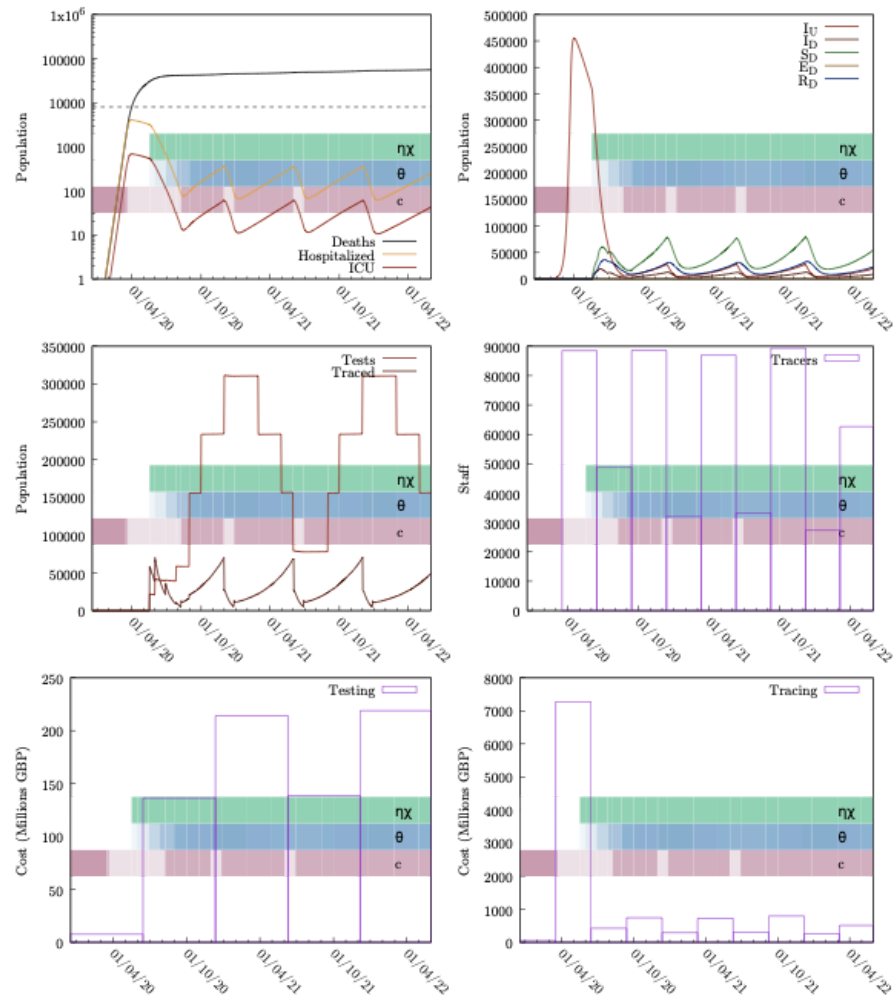 1x10⁶
100000
10000
1000
100
10
1
Population
ηχ
θ
c
Deaths
Hospitalized
ICU
01/04/20
01/10/20
01/04/21
01/10/21
01/04/22
500000
450000
400000
350000
300000
250000
200000
150000
100000
50000
0
Population
I_U
I_D
S_D
E_D
R_D
ηχ
θ
c
01/04/20
01/10/20
01/04/21
01/10/21
01/04/22
350000
300000
250000
200000
150000
100000
50000
0
Population
Tests
Traced
ηχ
θ
c
01/04/20
01/10/20
01/04/21
01/10/21
01/04/22
90000
80000
70000
60000
50000
40000
30000
20000
10000
0
Staff
Tracers
ηχ
θ
c
01/04/20
01/10/20
01/04/21
01/10/21
01/04/22
250
200
150
100
50
0
Cost (Millions GBP)
Testing
ηχ
θ
c
01/04/20
01/10/20
01/04/21
01/10/21
01/04/22
8000
7000
6000
5000
4000
3000
2000
1000
0
Cost (Millions GBP)
Tracing
ηχ
θ
c
01/04/20
01/10/20
01/04/21
01/10/21
01/04/22